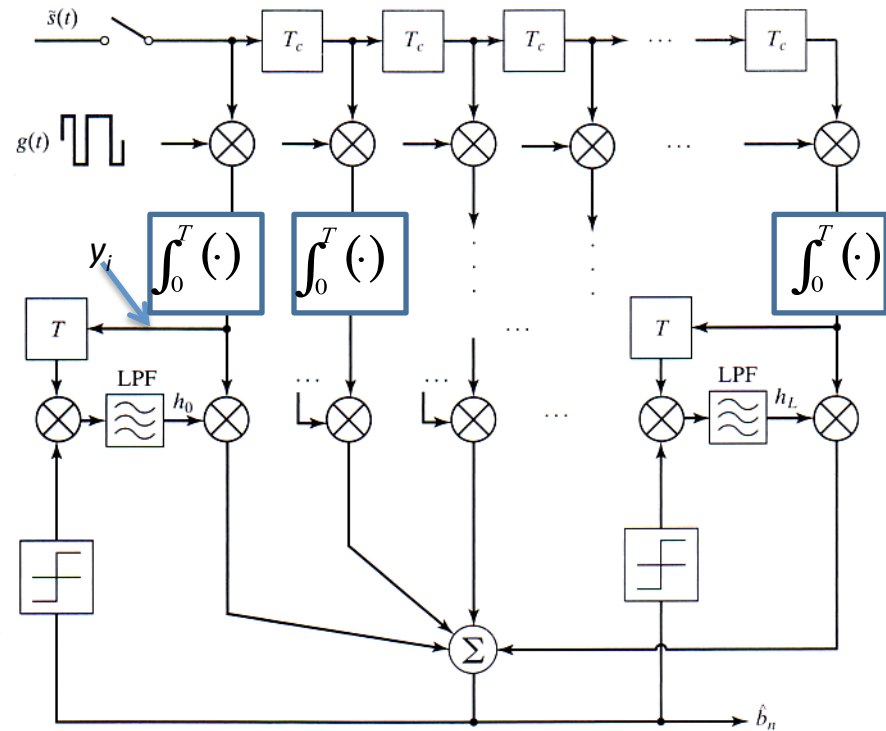 s̃(t)
T_c T_c T_c ... T_c
g(t) ... 
∫_0^T (·) ∫_0^T (·) ∫_0^T (·)
y_i
T T
...
LPF LPF
... ...
h_0 h_L
...
Σ
b̂_n